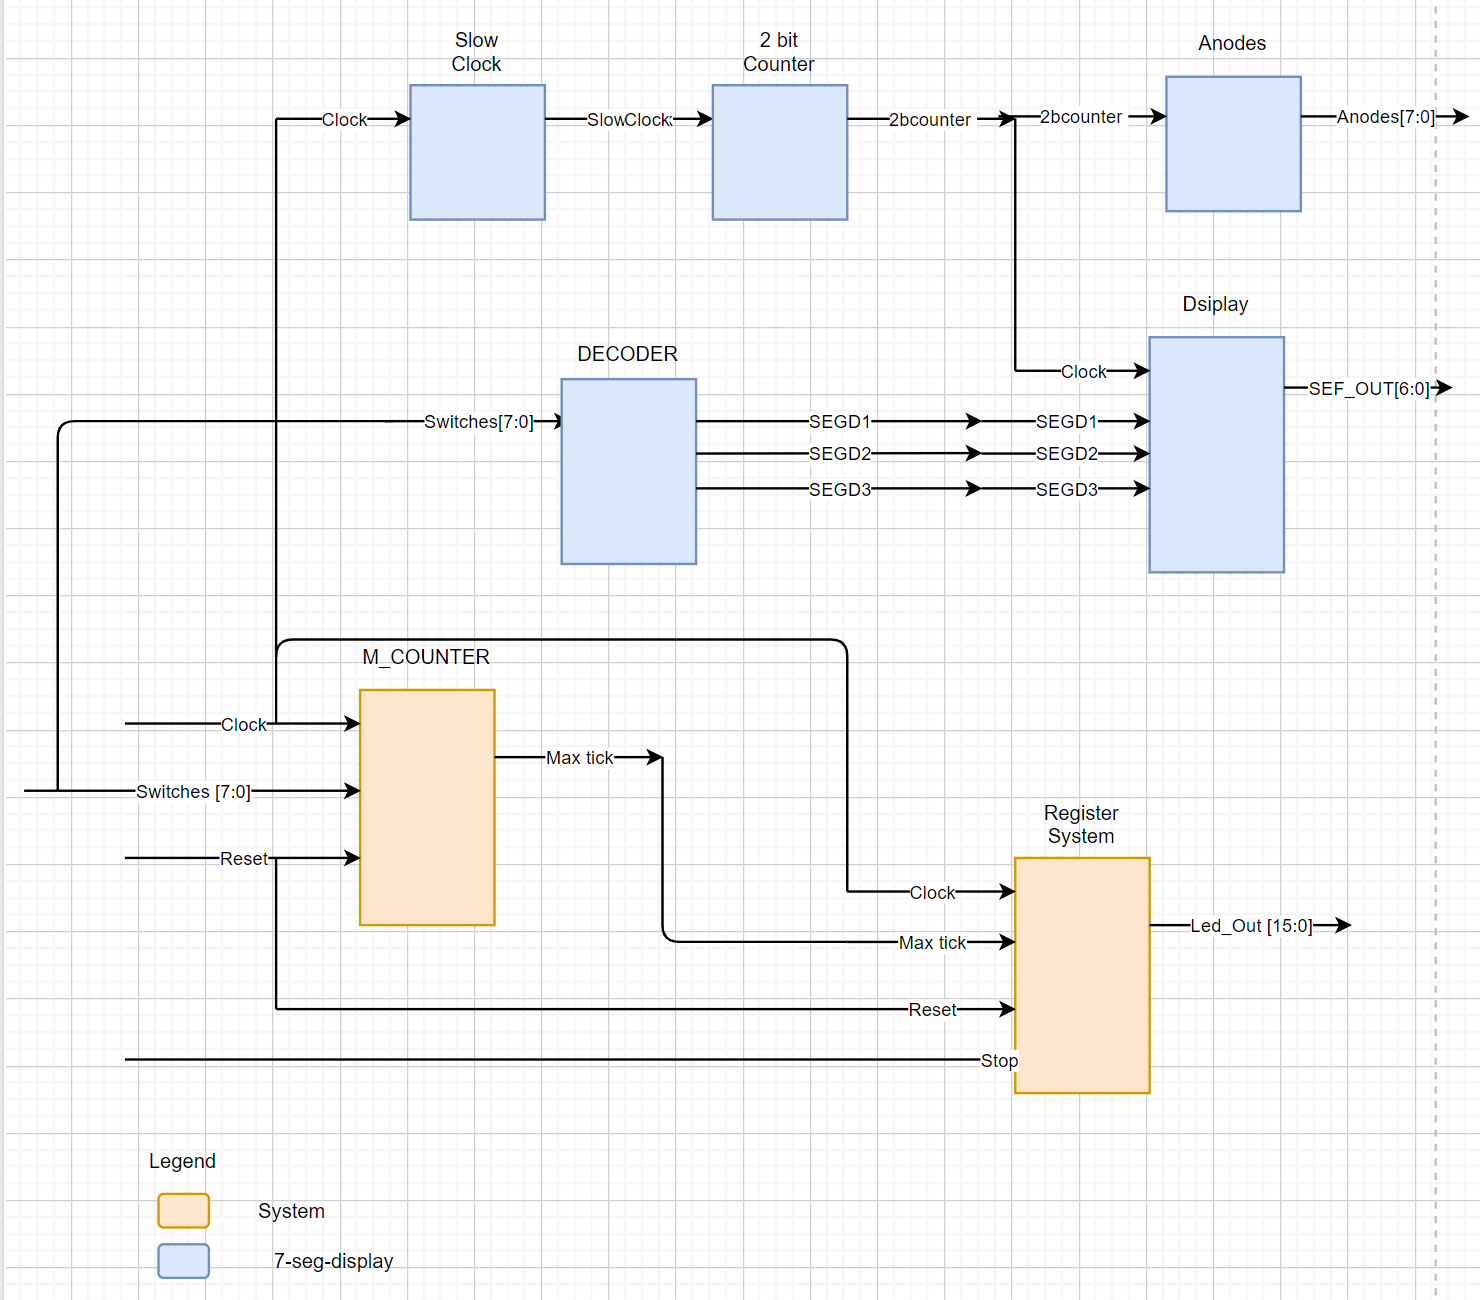 Slow
Clock
2 bit
Counter
Anodes
Clock
SlowClock
2bcounter
2bcounter
Anodes[7:0]
Dsiplay
DECODER
Clock
SEF_OUT[6:0]
Switches[7:0]
SEGD1
SEGD1
SEGD2
SEGD2
SEGD3
SEGD3
M_COUNTER
Clock
Max tick
Switches [7:0]
Register
System
Reset
Clock
Led_Out [15:0]
Max tick
Reset
Stop
Legend
System
7-seg-display